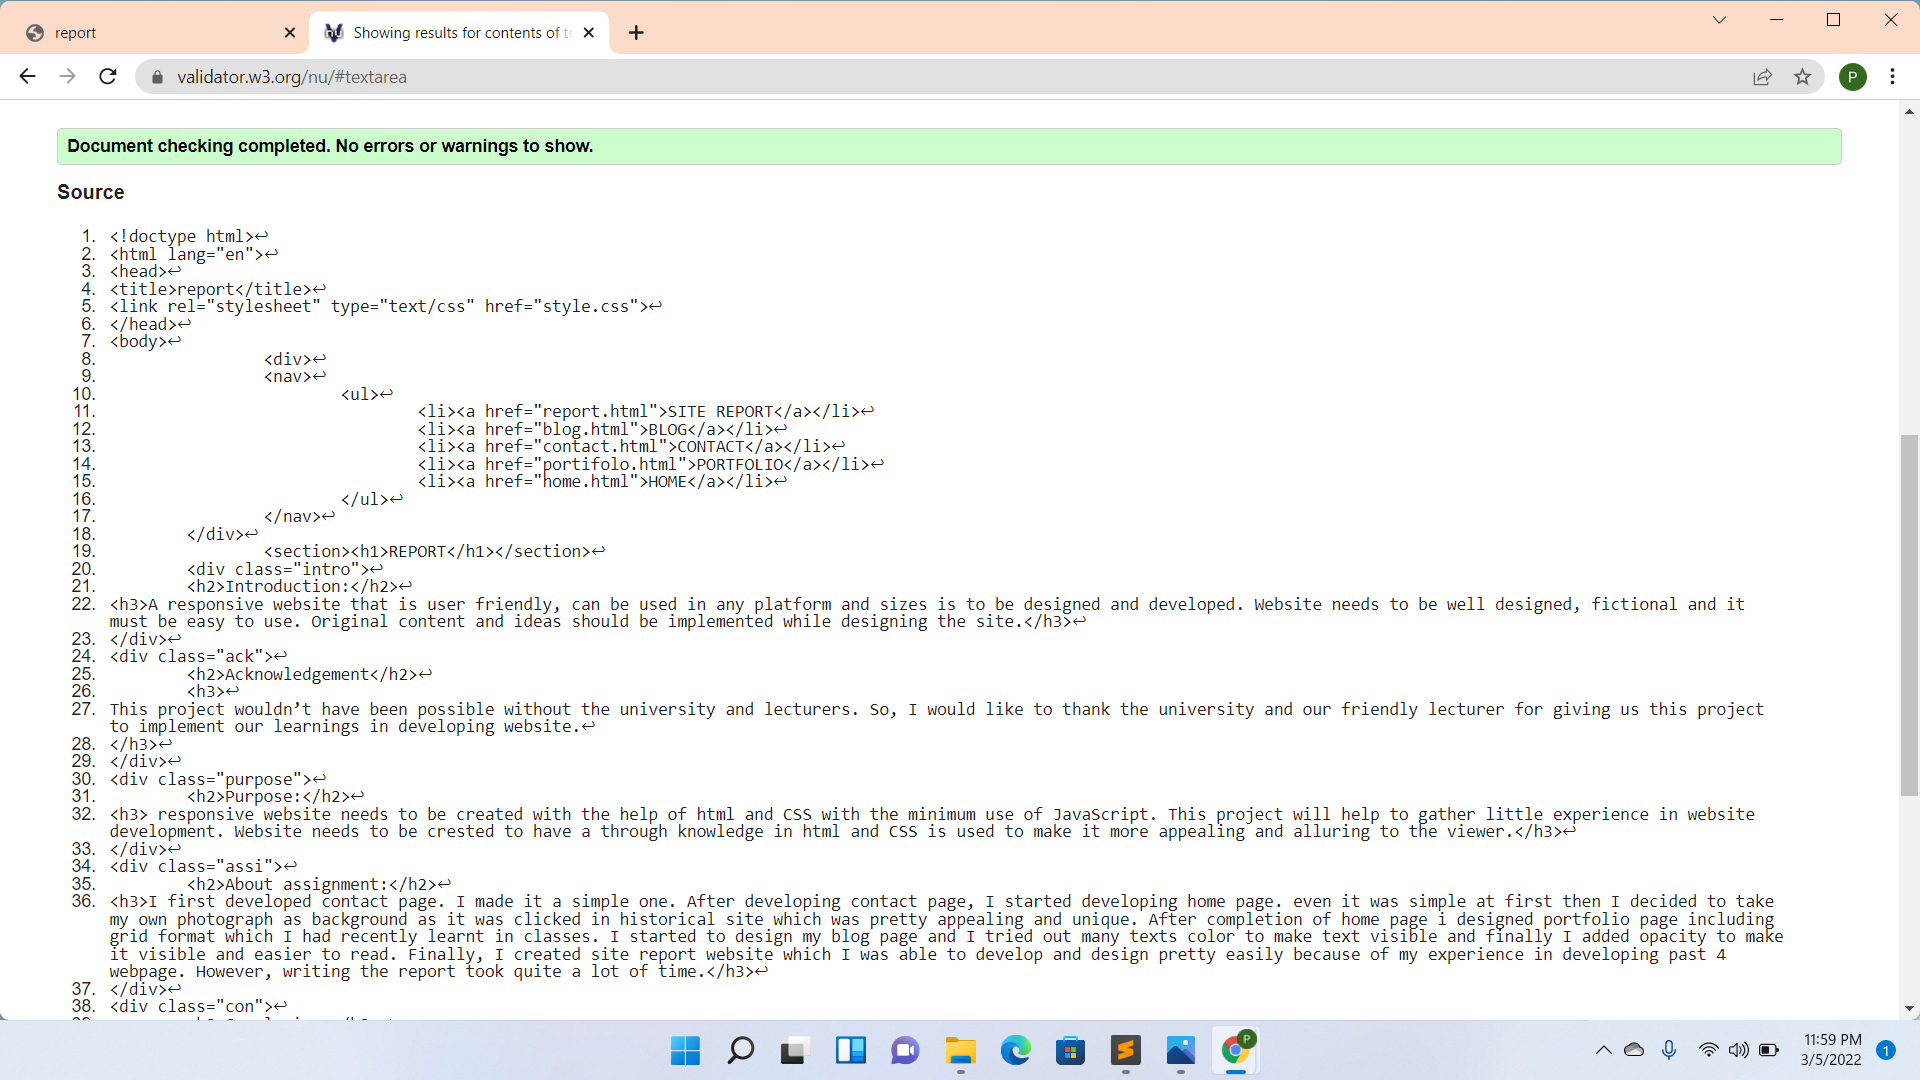 report
Showing results for contents of t
validator.w3.org/nu/#textarea
P
Document checking completed. No errors or warnings to show.
Source
1. <!doctype html>↩
2. <html lang="en">↩
3. <head>↩
4. <title>report</title>↩
5. <link rel="stylesheet" type="text/css" href="style.css">↩
6. </head>↩
7. <body>↩
8. <div>↩
9. <nav>↩
10. <ul>↩
11. <li><a href="report.html">SITE REPORT</a></li>↩
12. <li><a href="blog.html">BLOG</a></li>↩
13. <li><a href="contact.html">CONTACT</a></li>↩
14. <li><a href="portifolo.html">PORTFOLIO</a></li>↩
15. <li><a href="home.html">HOME</a></li>↩
16. </ul>↩
17. </nav>↩
18. </div>↩
19. <section><h1>REPORT</h1></section>↩
20. <div class="intro">↩
21. <h2>Introduction:</h2>↩
22. <h3>A responsive website that is user friendly, can be used in any platform and sizes is to be designed and developed. Website needs to be well designed, fictional and it
must be easy to use. Original content and ideas should be implemented while designing the site.</h3>↩
23. </div>↩
24. <div class="ack">↩
25. <h2>Acknowledgement</h2>↩
26. <h3>↩
27. This project wouldn’t have been possible without the university and lecturers. So, I would like to thank the university and our friendly lecturer for giving us this project
to implement our learnings in developing website.↩
28. </h3>↩
29. </div>↩
30. <div class="purpose">↩
31. <h2>Purpose:</h2>↩
32. <h3> responsive website needs to be created with the help of html and CSS with the minimum use of JavaScript. This project will help to gather little experience in website
development. Website needs to be crested to have a through knowledge in html and CSS is used to make it more appealing and alluring to the viewer.</h3>↩
33. </div>↩
34. <div class="assi">↩
35. <h2>About assignment:</h2>↩
36. <h3>I first developed contact page. I made it a simple one. After developing contact page, I started developing home page. even it was simple at first then I decided to take
my own photograph as background as it was clicked in historical site which was pretty appealing and unique. After completion of home page i designed portfolio page including
grid format which I had recently learnt in classes. I started to design my blog page and I tried out many texts color to make text visible and finally I added opacity to make
it visible and easier to read. Finally, I created site report website which I was able to develop and design pretty easily because of my experience in developing past 4
webpage. However, writing the report took quite a lot of time.</h3>↩
37. </div>↩
38. <div class="con">↩
P
11:59 PM
3/5/2022
1